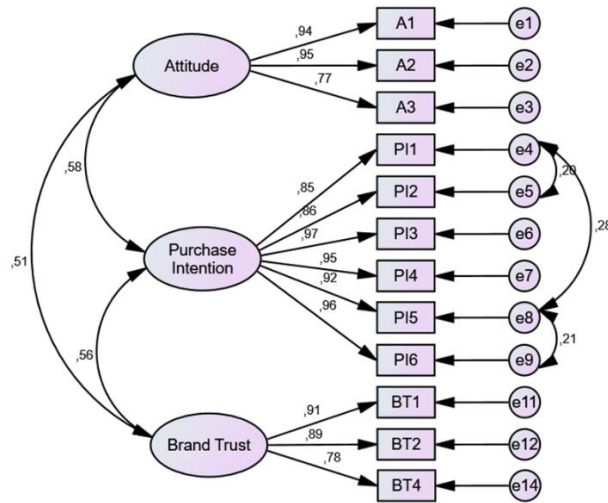 ,94
A1
e1
Attitude
,95
A2
e2
,77
A3
e3
,58
PI1
e4
,20
,85
PI2
e5
,86
,28
Purchase
Intention
,97
PI3
e6
,51
,95
PI4
e7
,92
PI5
e8
,96
,21
PI6
e9
,56
,91
BT1
e11
Brand Trust
,89
BT2
e12
,78
BT4
e14